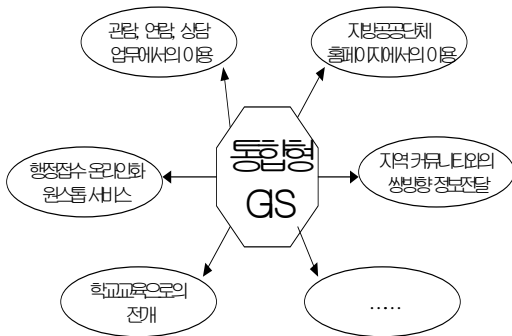 관람, 연람, 상담
업무에서의 이용
지방공공단체
홈페이지에서의 이용
통합형
GIS
행정접수 온라인화
원스톱 서비스
지역 커뮤니티와의
쌍방향 정보전달
학교교육으로의
전개
.....